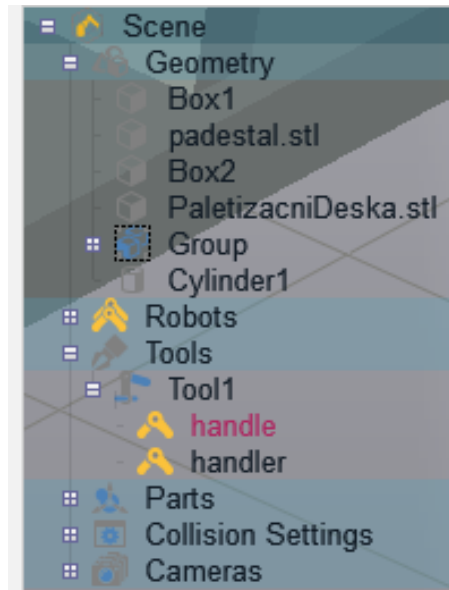 Scene
Geometry
Box1
padestal.stl
Box2
PaletizacniDeska.stl
Group
Cylinder1
Robots
Tools
Tool1
handle
handler
Parts
Collision Settings
Cameras